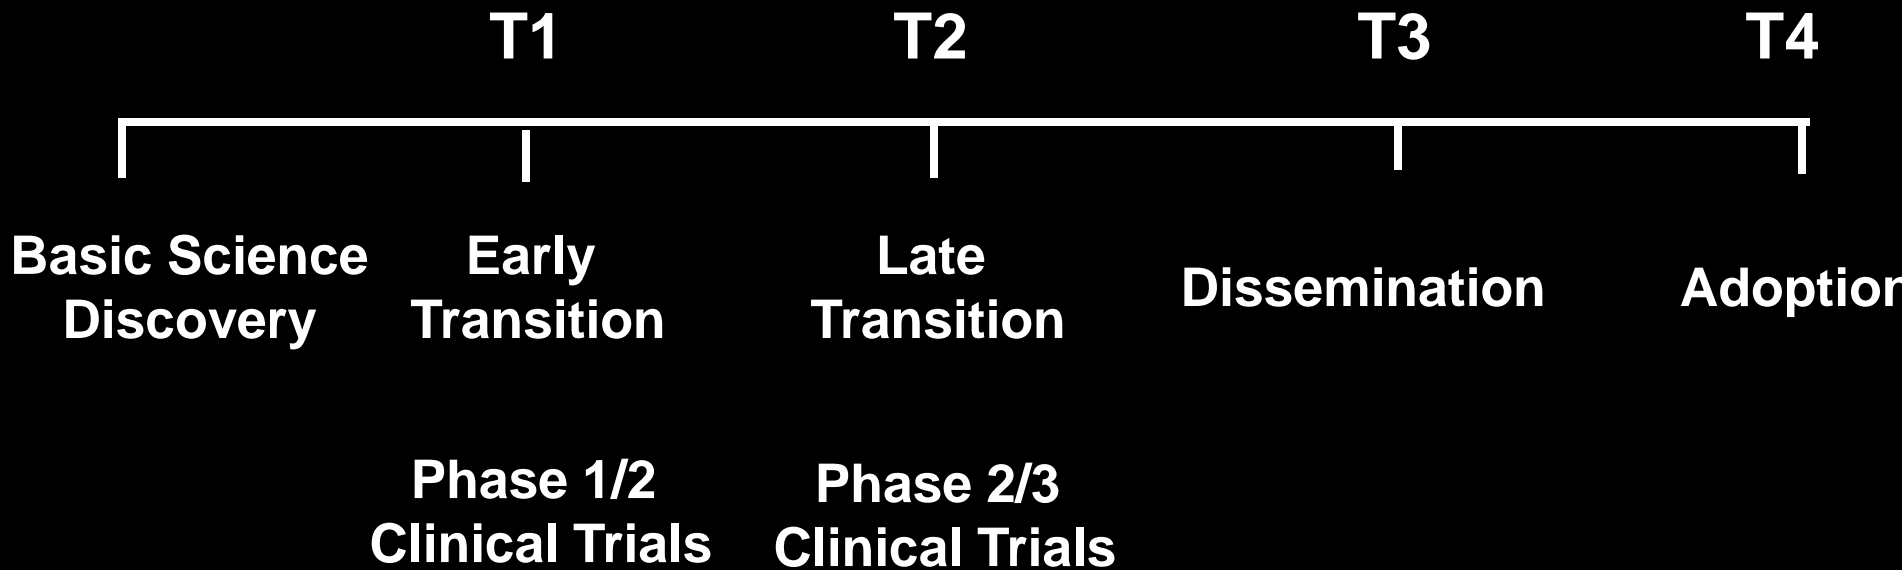 T1 T2 T3 T4
Basic Science
Discovery
Early
Transition
Late
Transition
Dissemination
Adoption
Phase 1/2
Clinical Trials
Phase 2/3
Clinical Trials